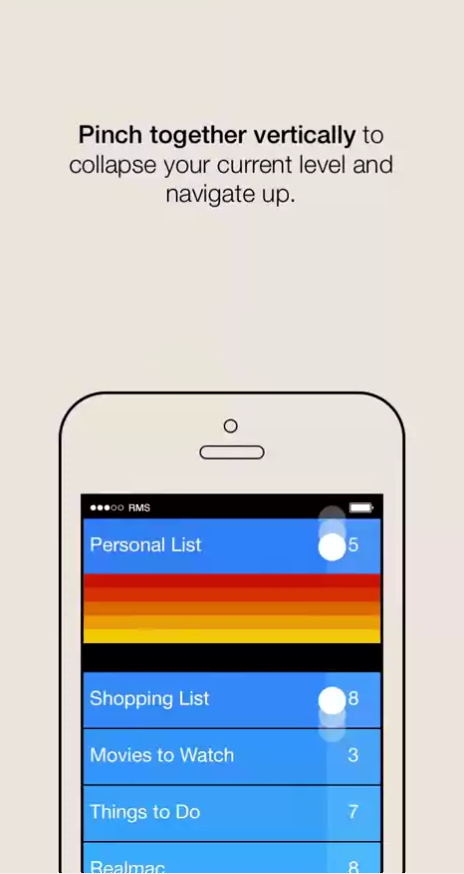 Pinch together vertically to
collapse your current level and
navigate up.
RMS
Personal List 5
Shopping List 8
Movies to Watch 3
Things to Do 7
Realmac 8